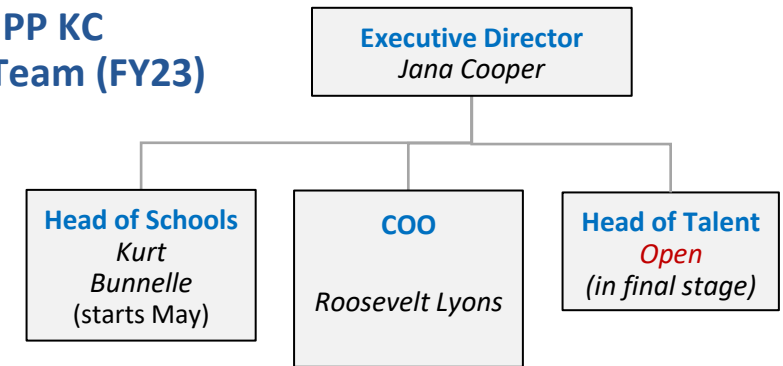 PP KC
Team (FY23)
Executive Director
Jana Cooper
Head of Schools
Kurt
Bunnelle
(starts May)
COO
Roosevelt Lyons
Head of Talent
Open
(in final stage)